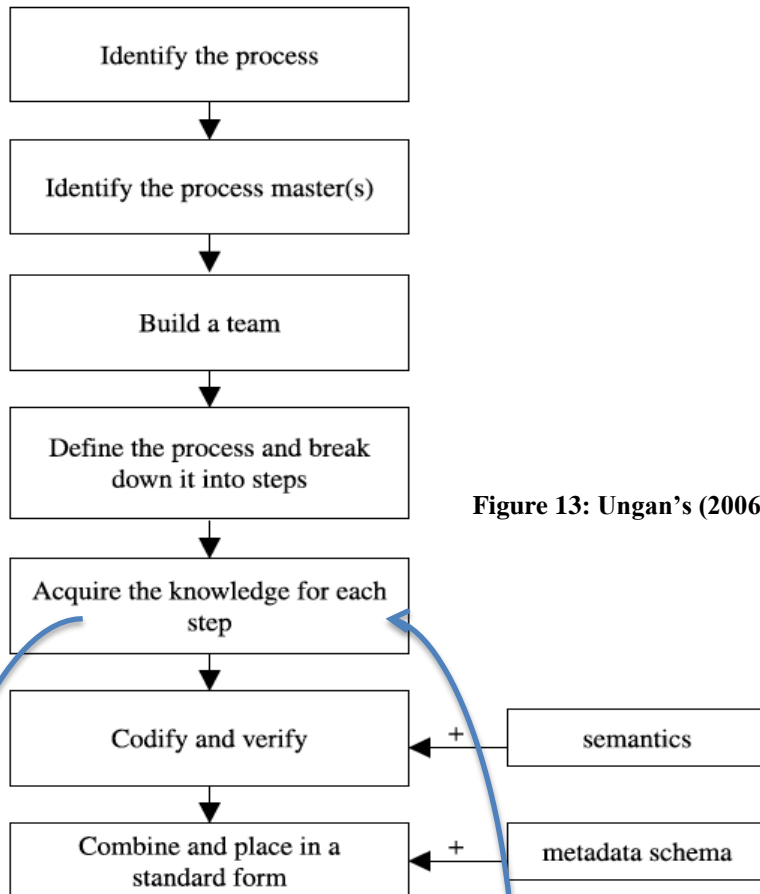 Identify the process
Identify the process master(s)
Build a team
Define the process and break
down it into steps
Figure 13: Ungan's (2006
Acquire the knowledge for each
step
Codify and verify
+
semantics
Combine and place in a
standard form
+
metadata schema